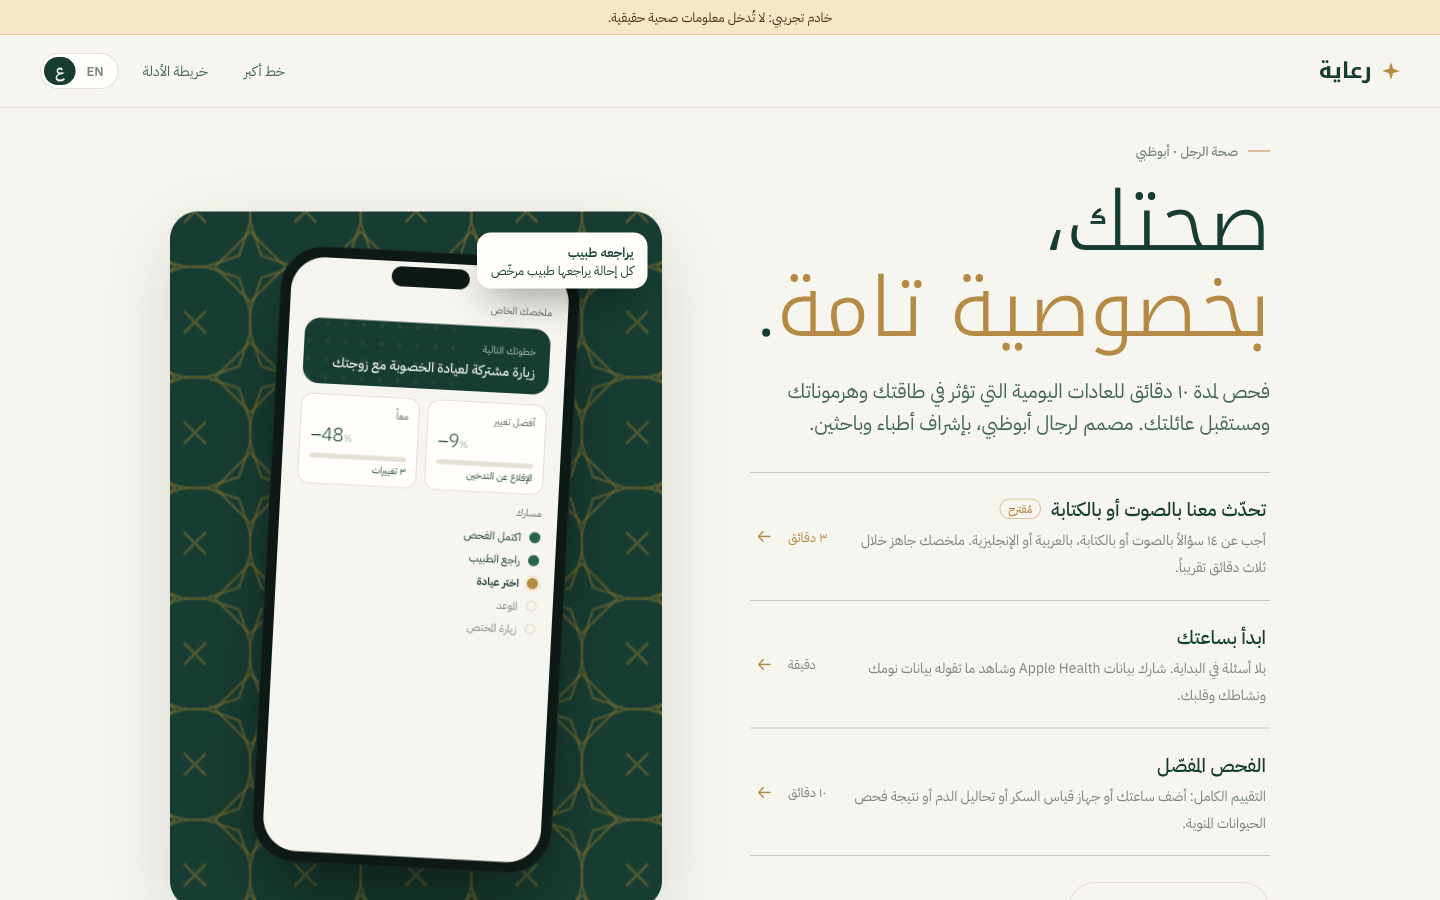 خادم تجريبي: لا تُدخل معلومات صحية حقيقية.
رعاية
خط أكبر
خريطة الأدلة
EN
ع
صحة الرجل · أبوظبي
صحتك،
بخصوصية تامة.
فحص لمدة ١٠ دقائق للعادات اليومية التي تؤثر في طاقتك وهرموناتك
ومستقبل عائلتك. مصمم لرجال أبوظبي، بإشراف أطباء وباحثين.
تحدّث معنا بالصوت أو بالكتابة
مُقترح
أجب عن ١٤ سؤالاً بالصوت أو بالكتابة، بالعربية أو الإنجليزية. ملخصك جاهز خلال
ثلاث دقائق تقريباً.
٣ دقائق
ابدأ بساعتك
بلا أسئلة في البداية. شارك بيانات Apple Health وشاهد ما تقوله بيانات نومك
ونشاطك وقلبك.
دقيقة
الفحص المفصّل
التقييم الكامل: أضف ساعتك أو جهاز قياس السكر أو تحاليل الدم أو نتيجة فحص
الحيوانات المنوية.
١٠ دقائق
يراجعه طبيب
كل إحالة يراجعها طبيب مرخّص
ملخصك الخاص
خطوتك التالية
زيارة مشتركة لعيادة الخصوبة مع زوجتك
أفضل تغيير
–9%
الإقلاع عن التدخين
معاً
–48%
٣ تغييرات
مسارك
اكتمل الفحص
راجع الطبيب
اختر عيادة
الموعد
زيارة المختص